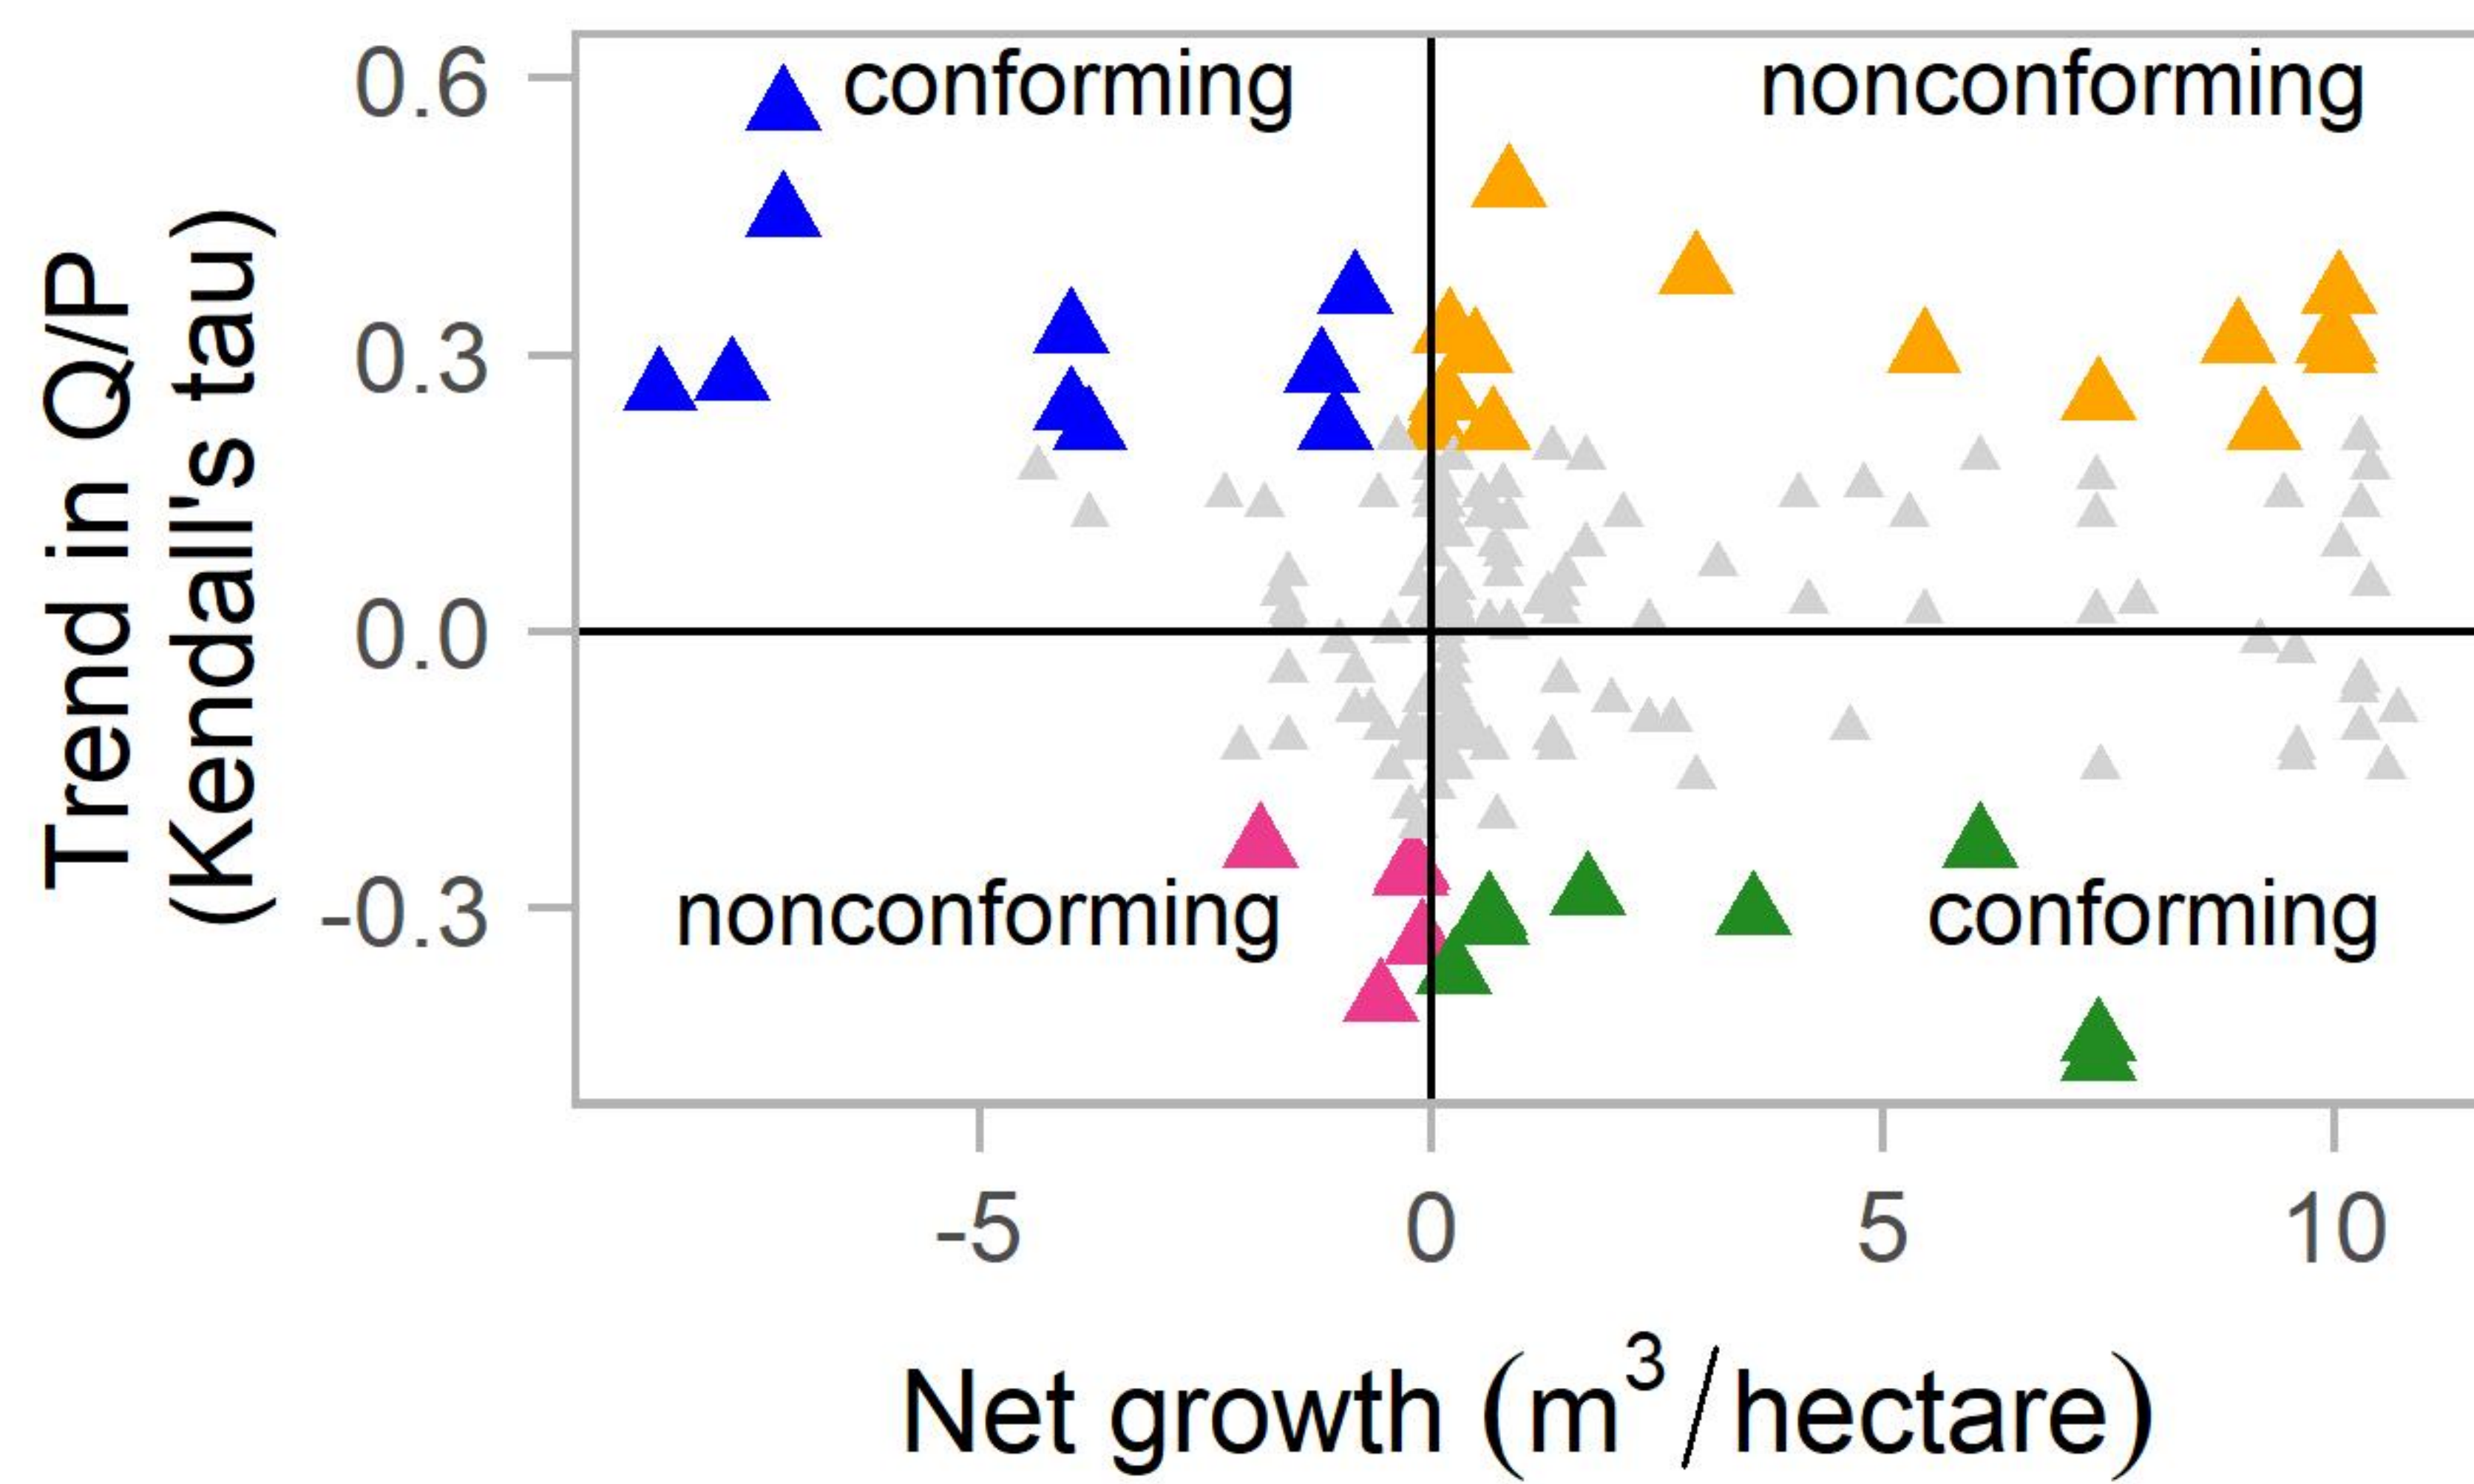 Trend in Q/P
(Kendall's tau)
0.6
0.3
0.0
-0.3
conforming
nonconforming
nonconforming
conforming
-5
0
5
10
Net growth (m³/hectare)